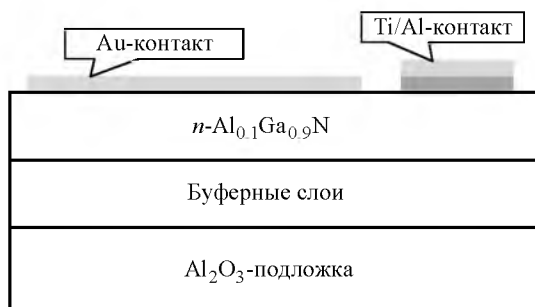 Au-контакт
Ti/Al-контакт
n-Al₀.₁Ga₀.₉N
Буферные слои
Al₂O₃-подложка